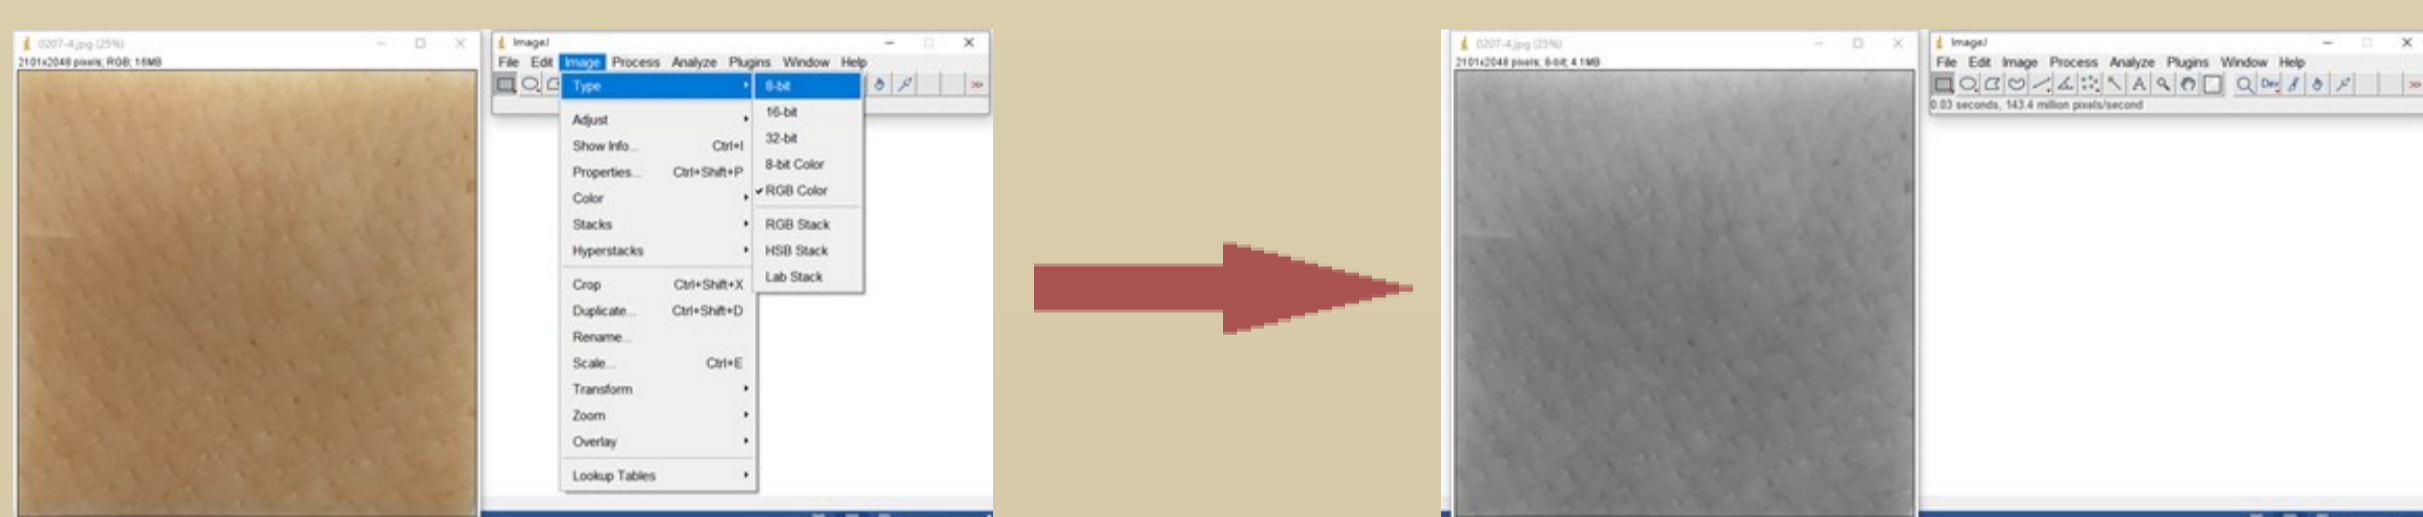 0207-4.jpg (25%)
2101x2048 pixels; RGB; 16MB
ImageJ
File Edit Image Process Analyze Plugins Window Help
Type
Adjust
Show Info... Ctrl+I
Properties... Ctrl+Shift+P
Color
Stacks
Hyperstacks
Crop Ctrl+Shift+X
Duplicate... Ctrl+Shift+D
Rename...
Scale... Ctrl+E
Transform
Zoom
Overlay
Lookup Tables
8-bit
16-bit
32-bit
8-bit Color
RGB Color
RGB Stack
HSB Stack
Lab Stack
0207-4.jpg (25%)
2101x2048 pixels; 8-bit; 4.1MB
ImageJ
File Edit Image Process Analyze Plugins Window Help
A Dev
0.03 seconds, 143.4 million pixels/second